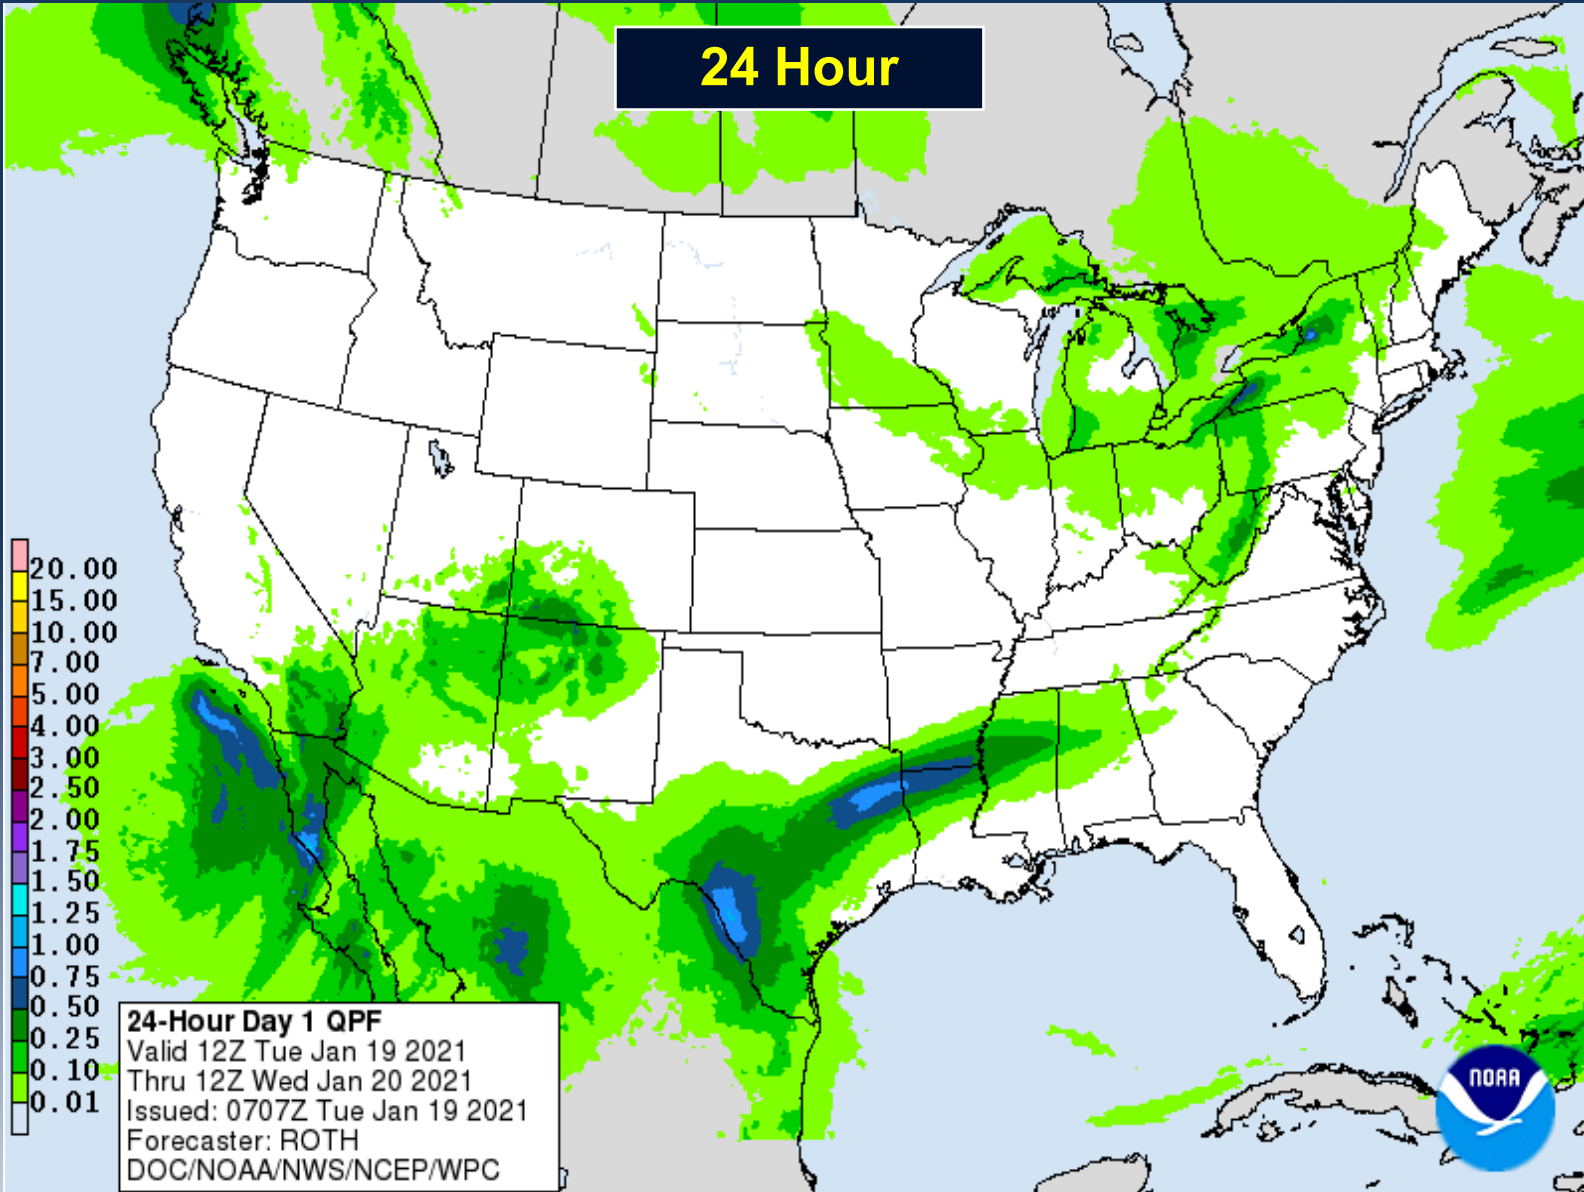 24 Hour
20.00
15.00
10.00
7.00
5.00
4.00
3.00
2.50
2.00
1.75
1.50
1.25
1.00
0.75
0.50
0.25
0.10
0.01
24-Hour Day 1 QPF
Valid 12Z Tue Jan 19 2021
Thru 12Z Wed Jan 20 2021
Issued: 0707Z Tue Jan 19 2021
Forecaster: ROTH
DOC/NOAA/NWS/NCEP/WPC
NOAA